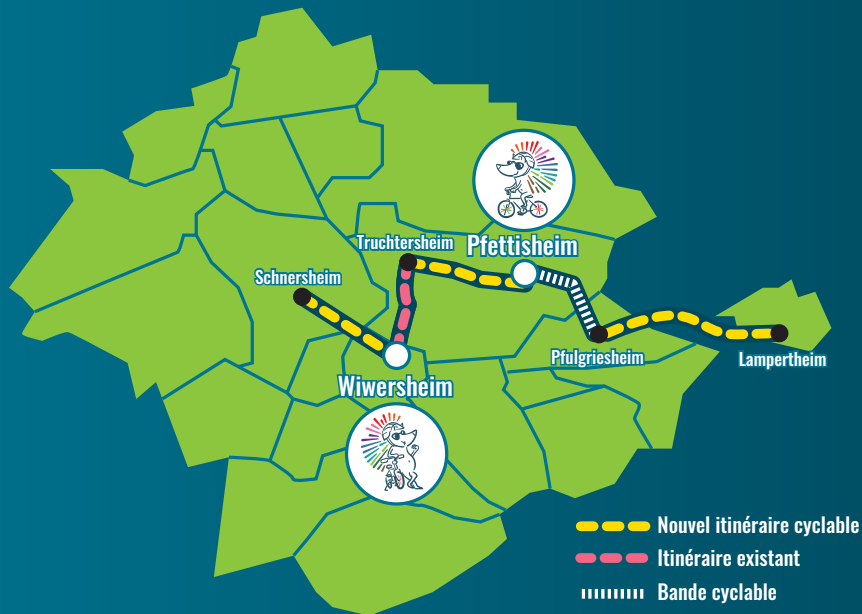 Truchtersheim
Pfettisheim
Schnersheim
Pfulgriesheim
Lampertheim
Wiwersheim
Nouvel itinéraire cyclable
Itinéraire existant
Bande cyclable